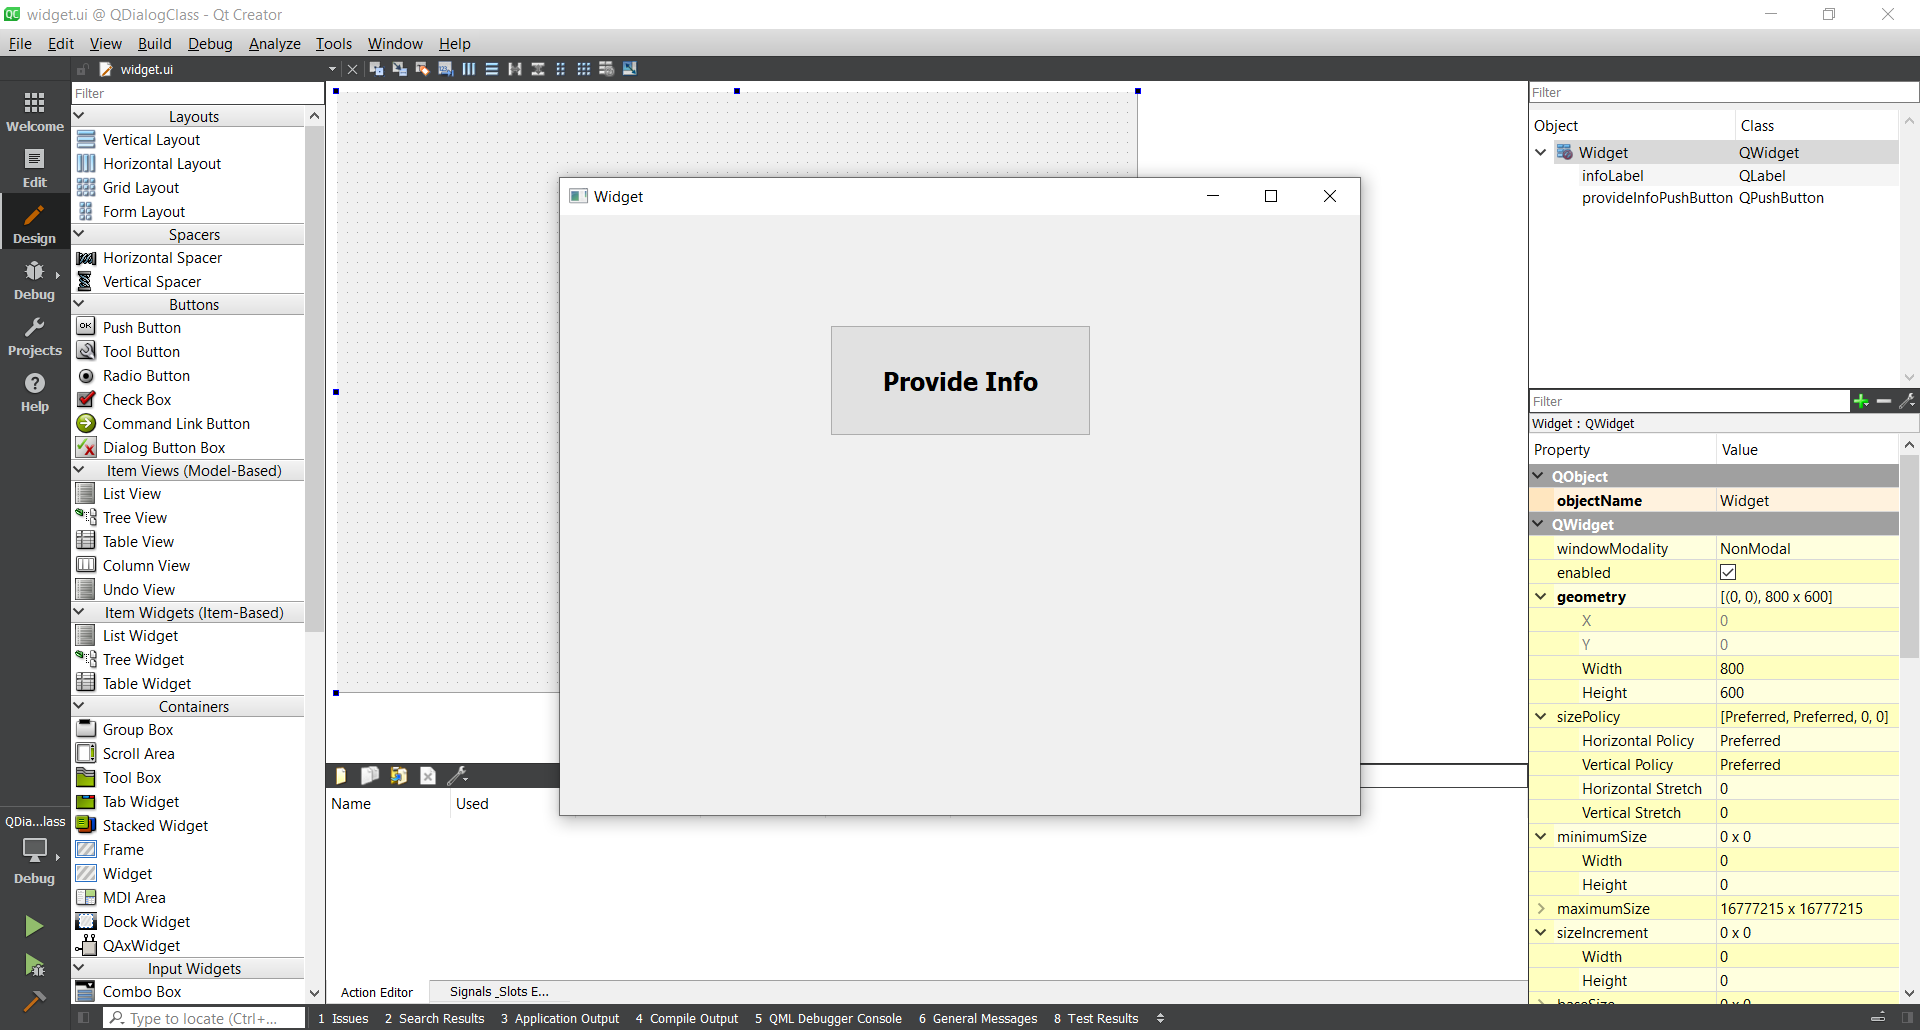 widget.ui @ QDialogClass - Qt Creator
File Edit View Build Debug Analyze Tools Window Help
widget.ui
Filter
Layouts
Vertical Layout
Horizontal Layout
Grid Layout
Form Layout
Spacers
Horizontal Spacer
Vertical Spacer
Buttons
Push Button
Tool Button
Radio Button
Check Box
Command Link Button
Dialog Button Box
Item Views (Model-Based)
List View
Tree View
Table View
Column View
Undo View
Item Widgets (Item-Based)
List Widget
Tree Widget
Table Widget
Containers
Group Box
Scroll Area
Tool Box
Tab Widget
Stacked Widget
Frame
Widget
MDI Area
Dock Widget
QAxWidget
Input Widgets
Combo Box
Welcome
Edit
Design
Debug
Projects
Help
QDia...lass
Debug
Widget
Provide Info
Name Used
Action Editor Signals _Slots E...
Filter
Object Class
Widget QWidget
infoLabel QLabel
provideInfoPushButton QPushButton
Filter
Widget : QWidget
Property Value
QObject
objectName Widget
QWidget
windowModality NonModal
enabled
geometry [(0, 0), 800 x 600]
X 0
Y 0
Width 800
Height 600
sizePolicy [Preferred, Preferred, 0, 0]
Horizontal Policy Preferred
Vertical Policy Preferred
Horizontal Stretch 0
Vertical Stretch 0
minimumSize 0 x 0
Width 0
Height 0
maximumSize 16777215 x 16777215
sizeIncrement 0 x 0
Width 0
Height 0
baseSize 0 x 0
Type to locate (Ctrl+... 1 Issues 2 Search Results 3 Application Output 4 Compile Output 5 QML Debugger Console 6 General Messages 8 Test Results